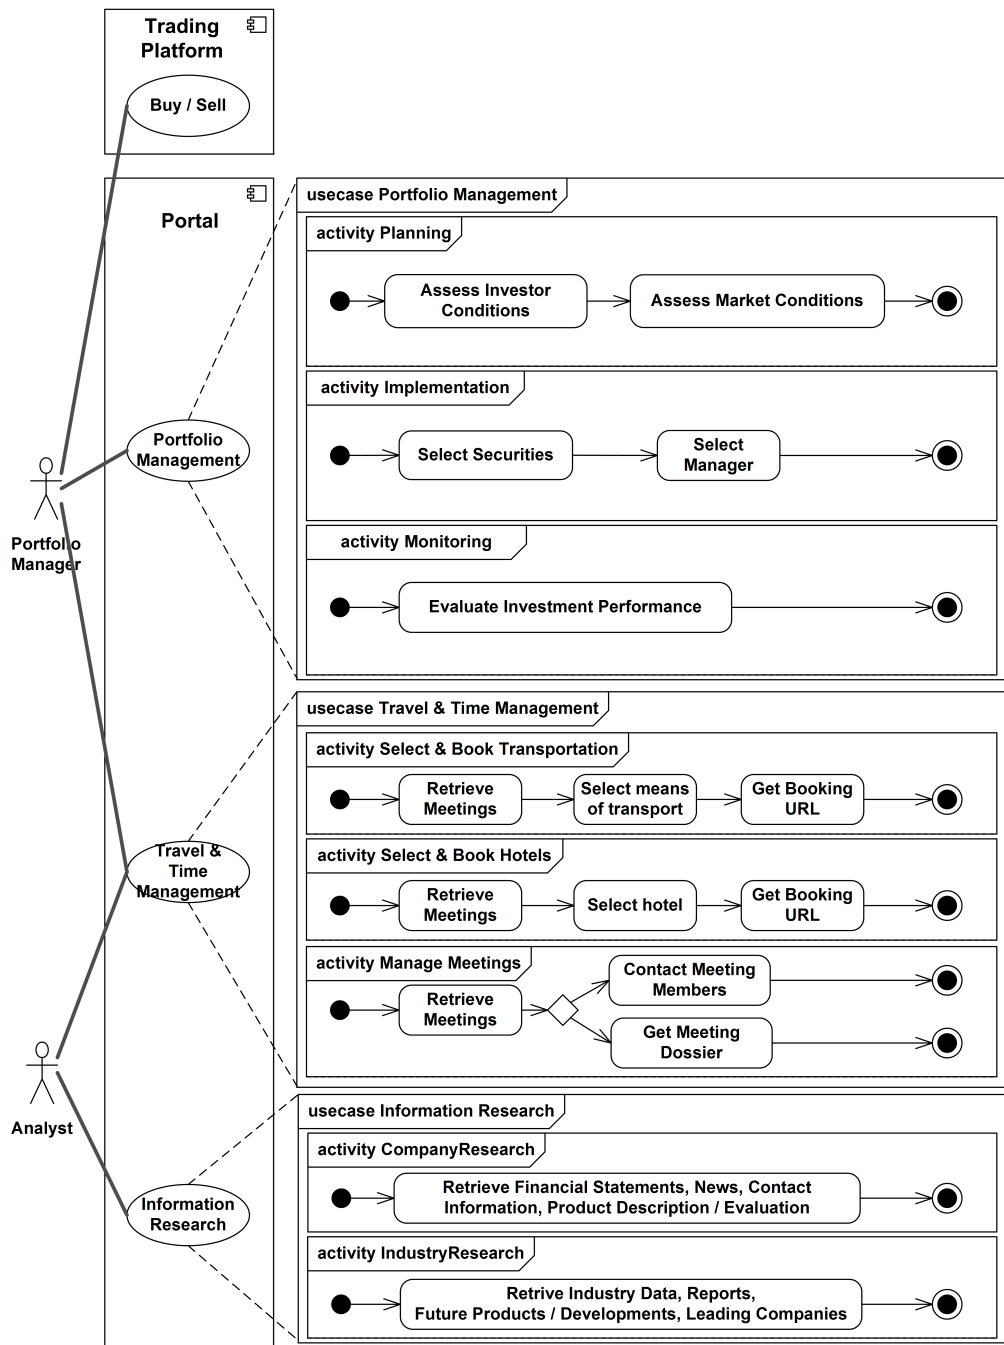 Trading
Platform
Buy / Sell
Portal
Portfolio
Management
Portfolio
Manager
Travel &
Time
Management
Analyst
Information
Research
usecase Portfolio Management
activity Planning
Assess Investor
Conditions
Assess Market Conditions
activity Implementation
Select Securities
Select
Manager
activity Monitoring
Evaluate Investment Performance
usecase Travel & Time Management
activity Select & Book Transportation
Retrieve
Meetings
Select means
of transport
Get Booking
URL
activity Select & Book Hotels
Retrieve
Meetings
Select hotel
Get Booking
URL
activity Manage Meetings
Retrieve
Meetings
Contact Meeting
Members
Get Meeting
Dossier
usecase Information Research
activity CompanyResearch
Retrieve Financial Statements, News, Contact
Information, Product Description / Evaluation
activity IndustryResearch
Retrive Industry Data, Reports,
Future Products / Developments, Leading Companies